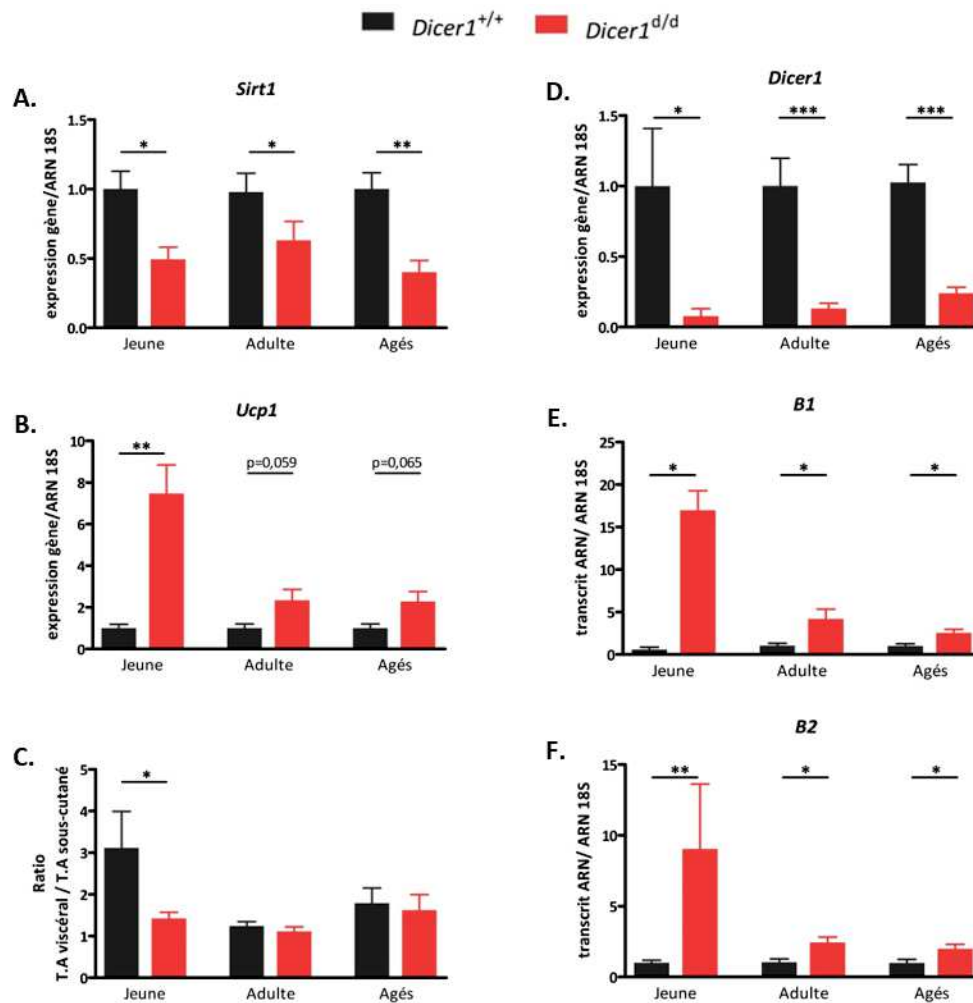 Dicer1+/+ Dicer1d/d
A.
Sirt1
expression gène/ARN 18S
1.5
1.0
0.5
0.0
* * **
Jeune Adulte Agés
B.
Ucp1
expression gène/ARN 18S
10
8
6
4
2
0
** p=0,059 p=0,065
Jeune Adulte Agés
C.
Ratio
T.A viscéral / T.A sous-cutané
5
4
3
2
1
0
*
Jeune Adulte Agés
D.
Dicer1
expression gène/ARN 18S
1.5
1.0
0.5
0.0
* *** ***
Jeune Adulte Agés
E.
B1
transcrit ARN/ ARN 18S
25
20
15
10
5
0
* * *
Jeune Adulte Agés
F.
B2
transcrit ARN/ ARN 18S
15
10
5
0
** * *
Jeune Adulte Agés